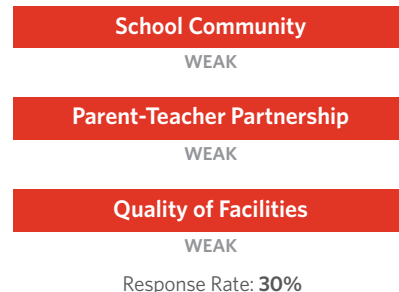 School Community
WEAK
Parent-Teacher Partnership
WEAK
Quality of Facilities
WEAK
Response Rate: 30%